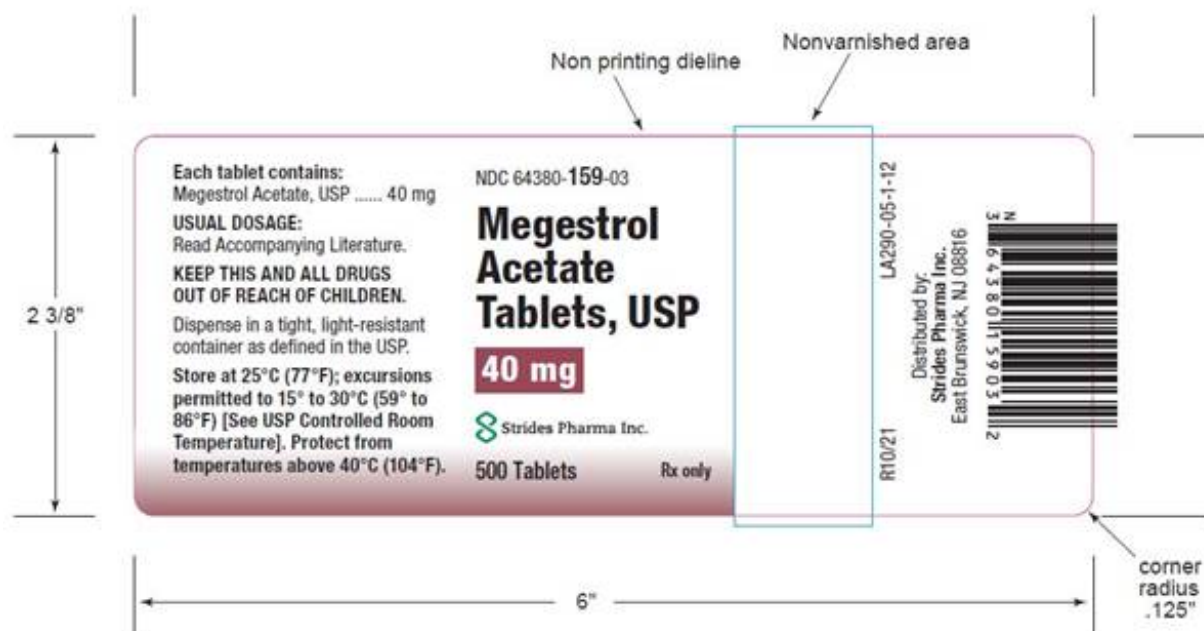 Non printing dieline
Nonvarnished area
2 3/8"
Each tablet contains:
Megestrol Acetate, USP ...... 40 mg
USUAL DOSAGE:
Read Accompanying Literature.
KEEP THIS AND ALL DRUGS
OUT OF REACH OF CHILDREN.
Dispense in a tight, light-resistant
container as defined in the USP.
Store at 25°C (77°F); excursions
permitted to 15° to 30°C (59° to
86°F) [See USP Controlled Room
Temperature]. Protect from
temperatures above 40°C (104°F).
NDC 64380-159-03
Megestrol
Acetate
Tablets, USP
40 mg
Strides Pharma Inc.
500 Tablets
Rx only
LA290-05-1-12
R10/21
Distributed by:
Strides Pharma Inc.
East Brunswick, NJ 08816
N
3 64380 15903 2
6"
corner
radius
.125"